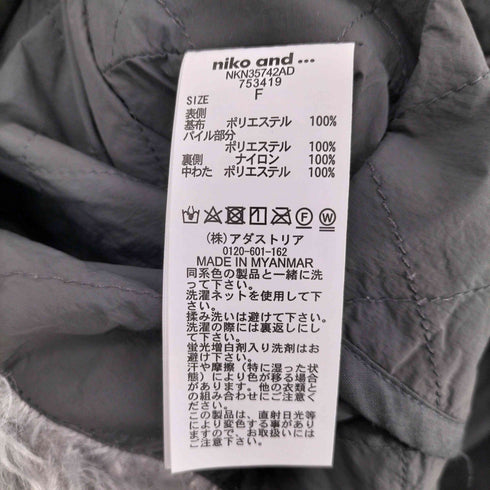 niko and ...
NKN35742AD
753419
SIZE F
表側
基布 ポリエステル 100%
パイル部分
ポリエステル 100%
裏側 ナイロン 100%
中わた ポリエステル 100%
(株)アダストリア
0120-601-162
MADE IN MYANMAR
同系色の製品と一緒に洗
って下さい。
洗濯ネットを使用して下
さい。
揉み洗いは避けて下さい。
洗濯の際には裏返しにし
て下さい。
蛍光増白剤入り洗剤はお
避け下さい。
汗や摩擦(特に湿った状
態)により色が移る場合
があります。他の衣類と
の組み合わせにご注意く
ださい。
この製品は、直射日光等
により変色する事があり
ますので、お取扱いには
ご注意下さい。